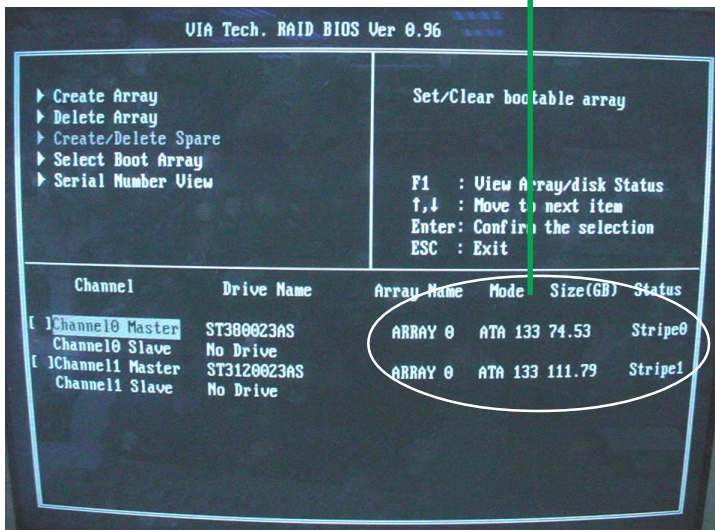 VIA Tech. RAID BIOS Ver 0.96
Create Array
Delete Array
Create/Delete Spare
Select Boot Array
Serial Number View
Set/Clear bootable array
F1 : View Array/disk Status
↑,↓ : Move to next item
Enter: Confirm the selection
ESC : Exit
Channel Drive Name Array Name Mode Size(GB) Status
[ ]Channel0 Master ST380023AS ARRAY 0 ATA 133 74.53 Stripe0
Channel0 Slave No Drive
[ ]Channel1 Master ST3120023AS ARRAY 0 ATA 133 111.79 Stripe1
Channel1 Slave No Drive